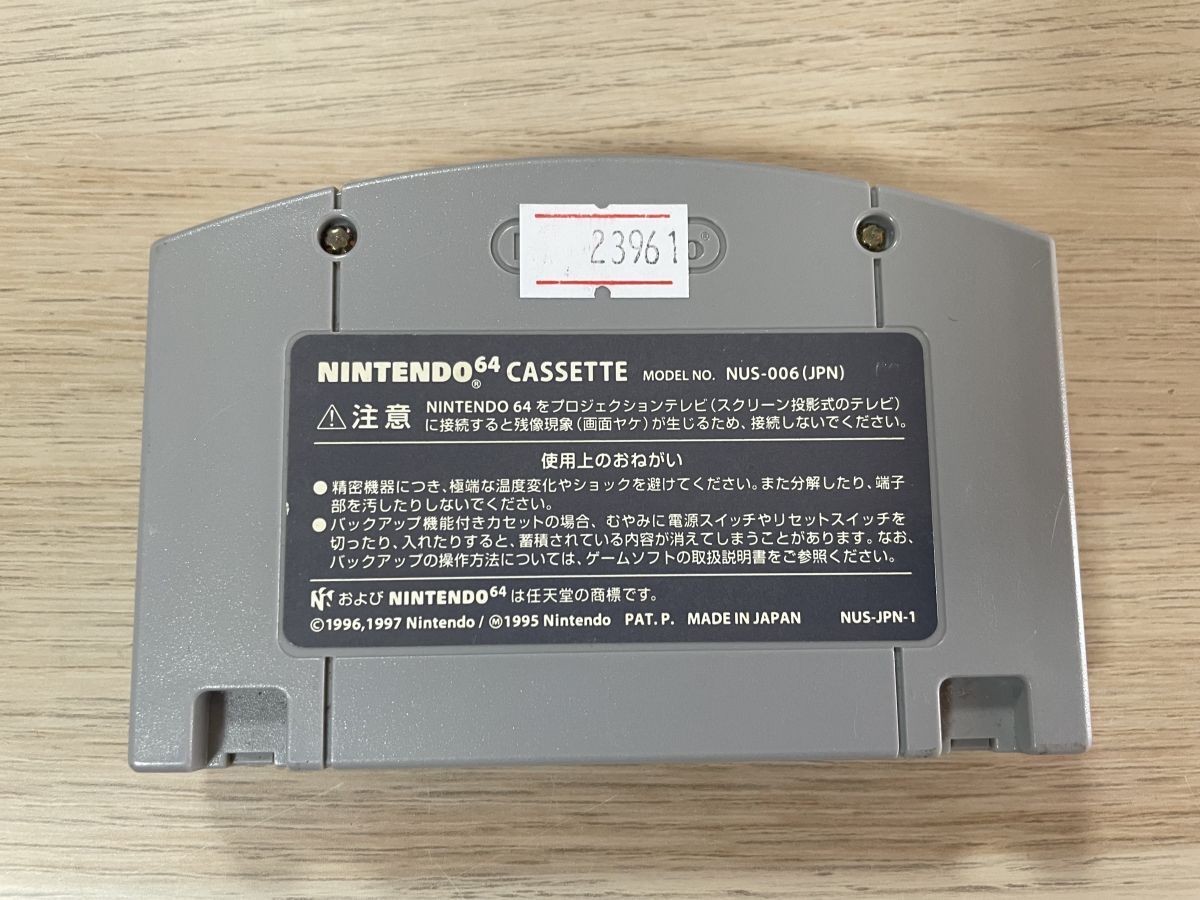 23961
NINTENDO64® CASSETTE MODEL NO. NUS-006(JPN)
⚠注意 NINTENDO 64 をプロジェクションテレビ(スクリーン投影式のテレビ)
に接続すると残像現象(画面ヤケ)が生じるため、接続しないでください。
使用上のおねがい
●精密機器につき、極端な温度変化やショックを避けてください。また分解したり、端子
部を汚したりしないでください。
●バックアップ機能付きカセットの場合、むやみに電源スイッチやリセットスイッチを
切ったり、入れたりすると、蓄積されている内容が消えてしまうことがあります。なお、
バックアップの操作方法については、ゲームソフトの取扱説明書をご参照ください。
および NINTENDO64 は任天堂の商標です。
©1996,1997 Nintendo / Ⓜ1995 Nintendo PAT. P. MADE IN JAPAN NUS-JPN-1